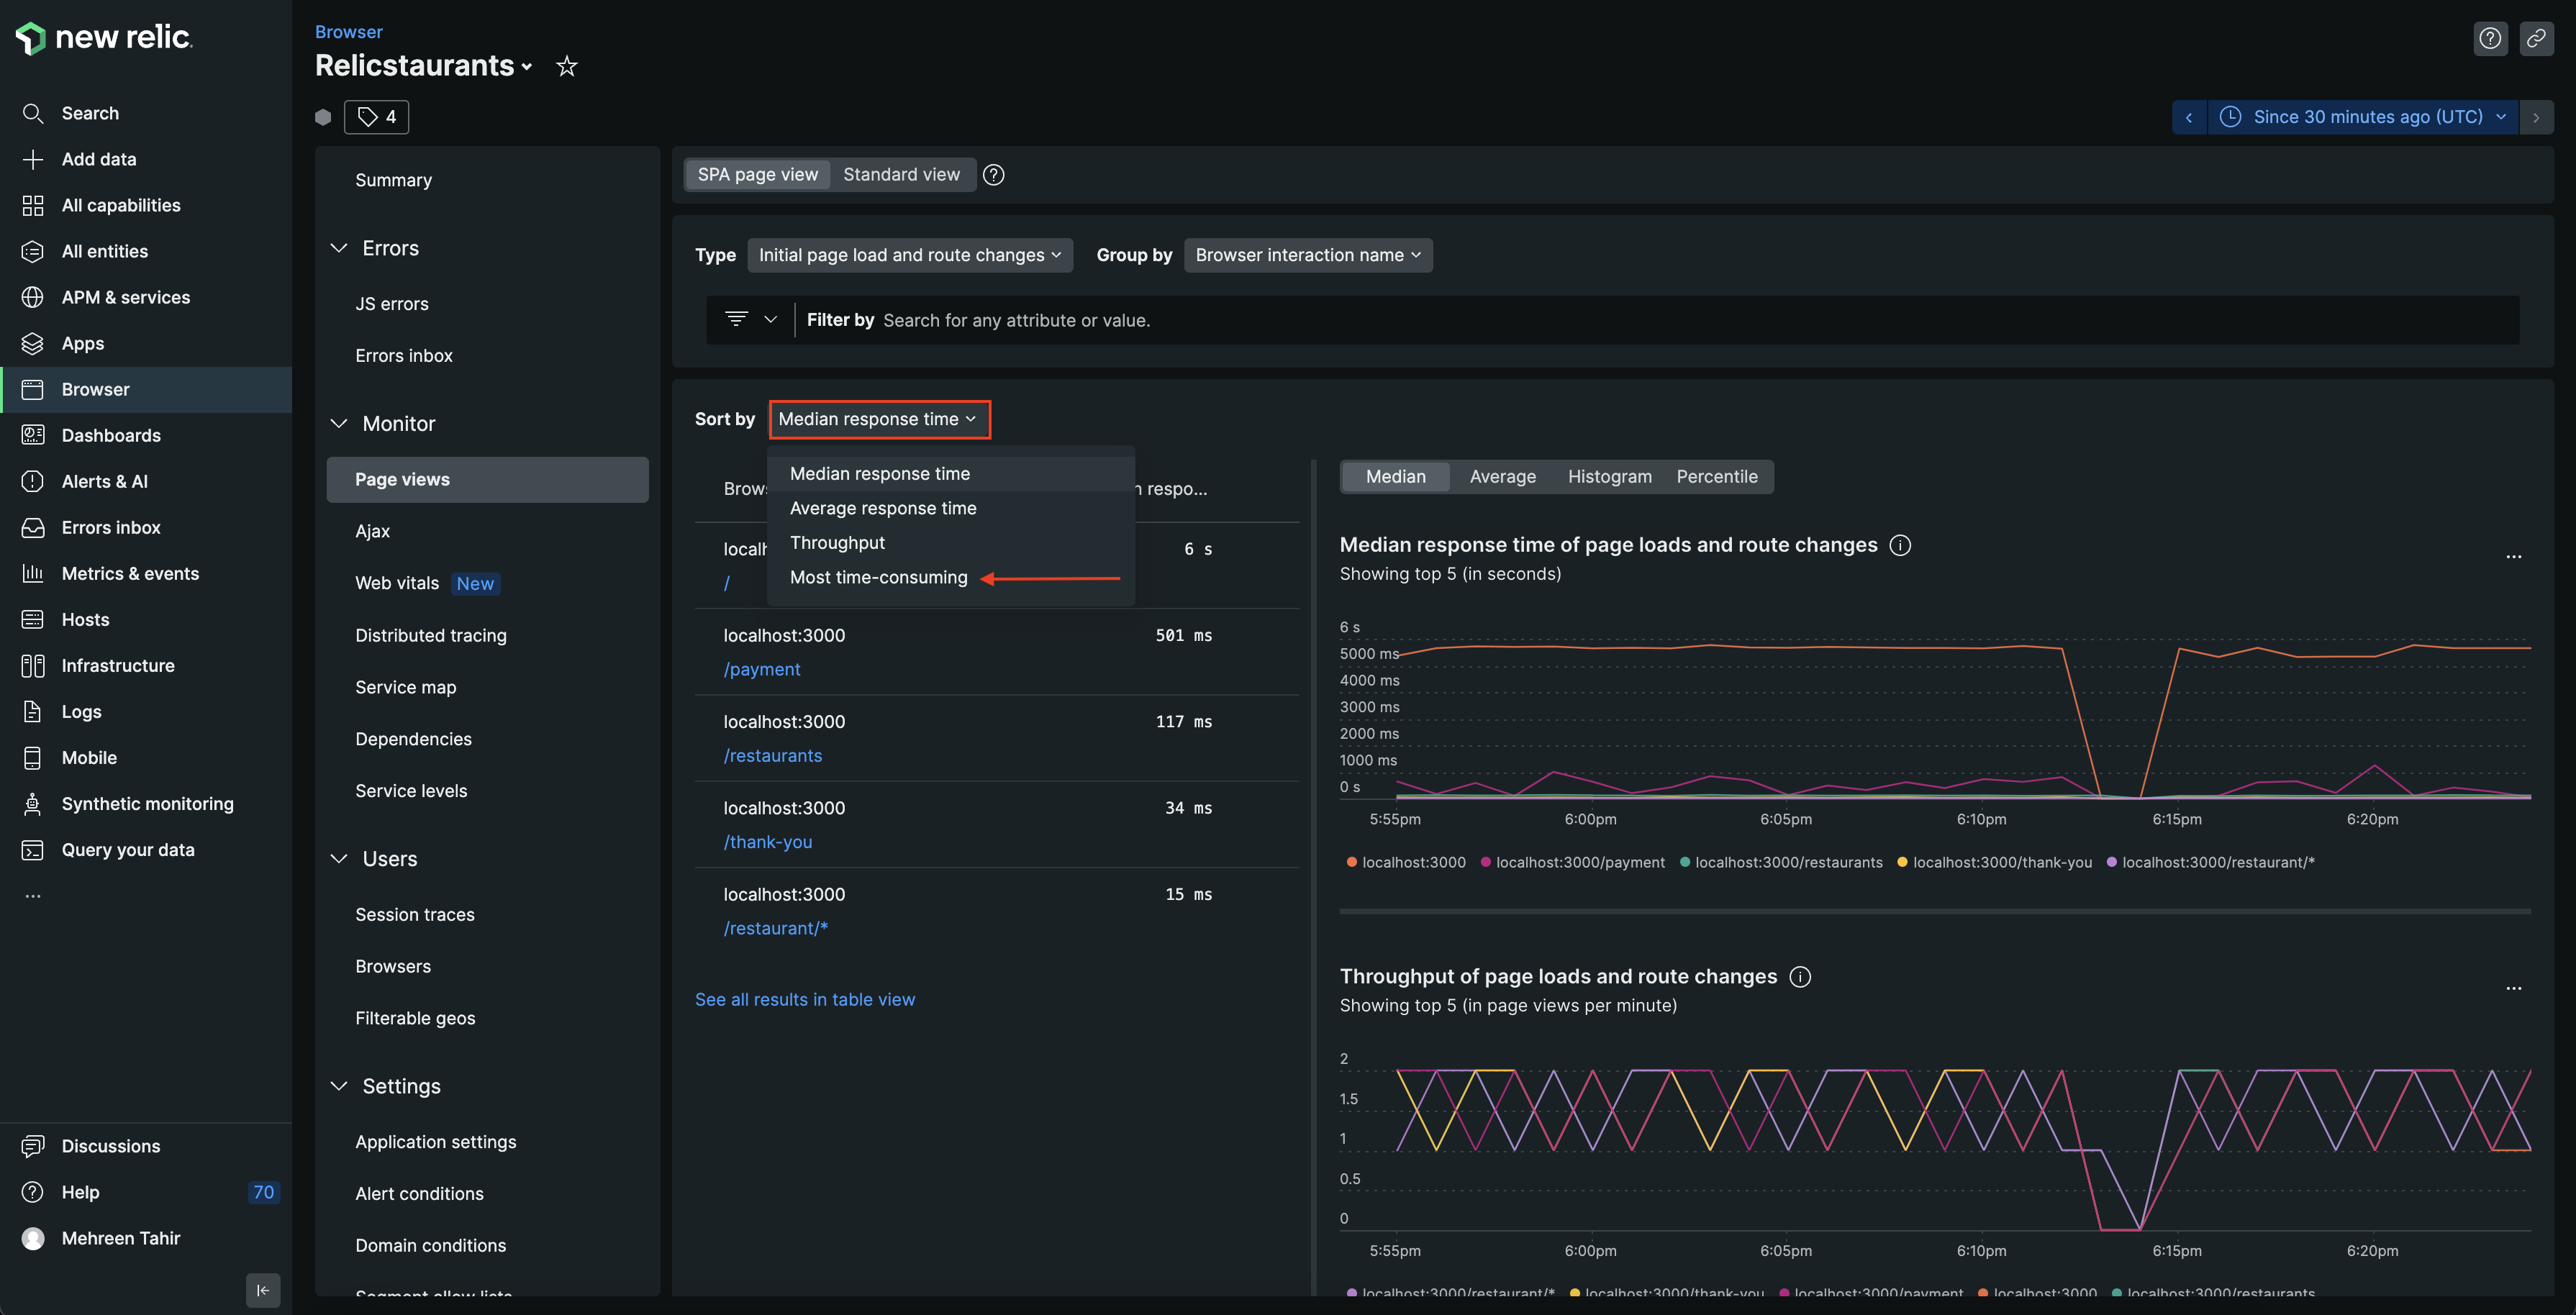 new relic.
Search
Add data
All capabilities
All entities
APM & services
Apps
Browser
Dashboards
Alerts & AI
Errors inbox
Metrics & events
Hosts
Infrastructure
Logs
Mobile
Synthetic monitoring
Query your data
...
Discussions
Help 70
Mehreen Tahir
Browser
Relicstaurants
4
Since 30 minutes ago (UTC)
Summary
Errors
JS errors
Errors inbox
Monitor
Page views
Ajax
Web vitals New
Distributed tracing
Service map
Dependencies
Service levels
Users
Session traces
Browsers
Filterable geos
Settings
Application settings
Alert conditions
Domain conditions
Segment allow lists
SPA page view Standard view
Type Initial page load and route changes Group by Browser interaction name
Filter by Search for any attribute or value.
Sort by Median response time
Median response time
Average response time
Throughput
Most time-consuming
respo...
6 s
/
localhost:3000 501 ms
/payment
localhost:3000 117 ms
/restaurants
localhost:3000 34 ms
/thank-you
localhost:3000 15 ms
/restaurant/*
See all results in table view
Median Average Histogram Percentile
Median response time of page loads and route changes
Showing top 5 (in seconds)
...
6 s
5000 ms
4000 ms
3000 ms
2000 ms
1000 ms
0 s
5:55pm 6:00pm 6:05pm 6:10pm 6:15pm 6:20pm
localhost:3000 localhost:3000/payment localhost:3000/restaurants localhost:3000/thank-you localhost:3000/restaurant/*
Throughput of page loads and route changes
Showing top 5 (in page views per minute)
...
2
1.5
1
0.5
0
5:55pm 6:00pm 6:05pm 6:10pm 6:15pm 6:20pm
localhost:3000/restaurant/* localhost:3000/thank-you localhost:3000/payment localhost:3000 localhost:3000/restaurants